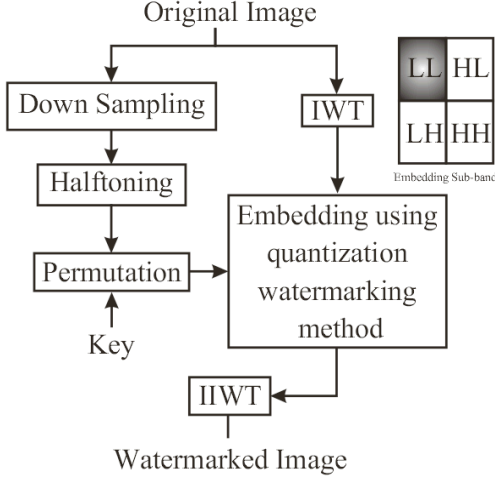 Original Image
Down Sampling
IWT
LL HL
LH HH
Embedding Sub-band
Halftoning
Embedding using
quantization
watermarking
method
Permutation
Key
IIWT
Watermarked Image